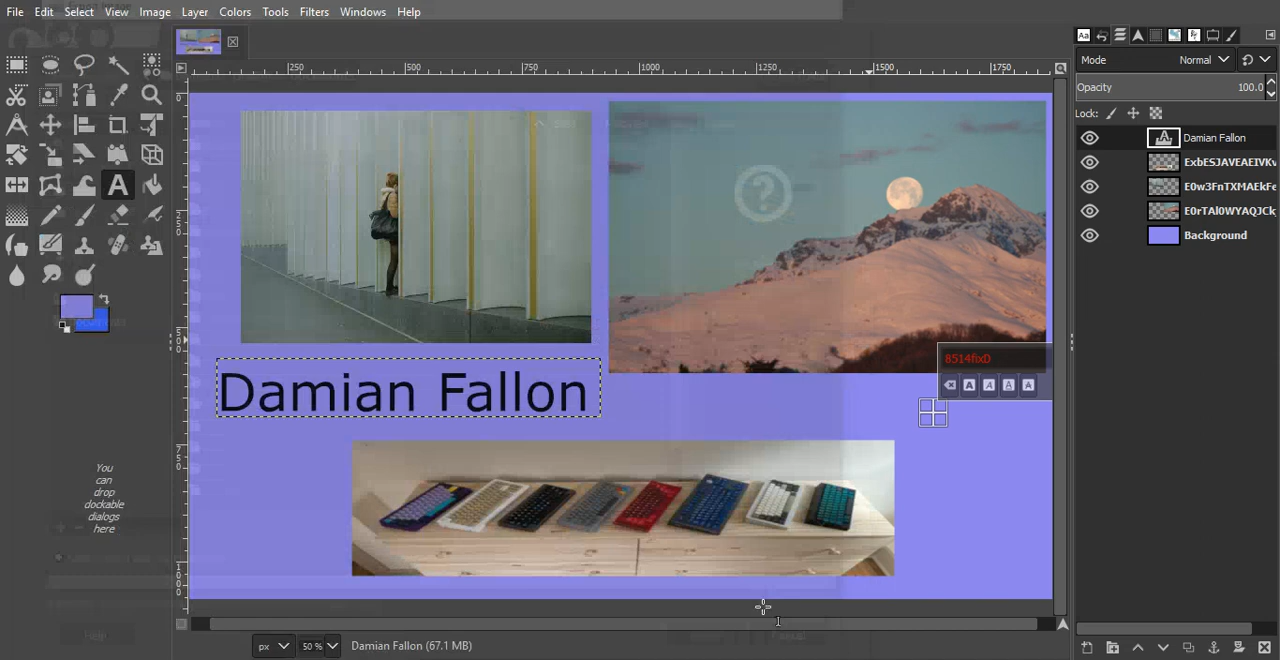 File Edit Select View Image Layer Colors Tools Filters Windows Help
250 500 750 1000 1250 1500 1750
Mode Normal
Opacity 100.0
Lock:
Damian Fallon
ExbESJAVEAEIVKv
E0w3FnTXMAEkFe
Background
8514fixD
Damian Fallon
You
can
drop
dockable
dialogs
here
Help
px 50 % Damian Fallon (67.1 MB)